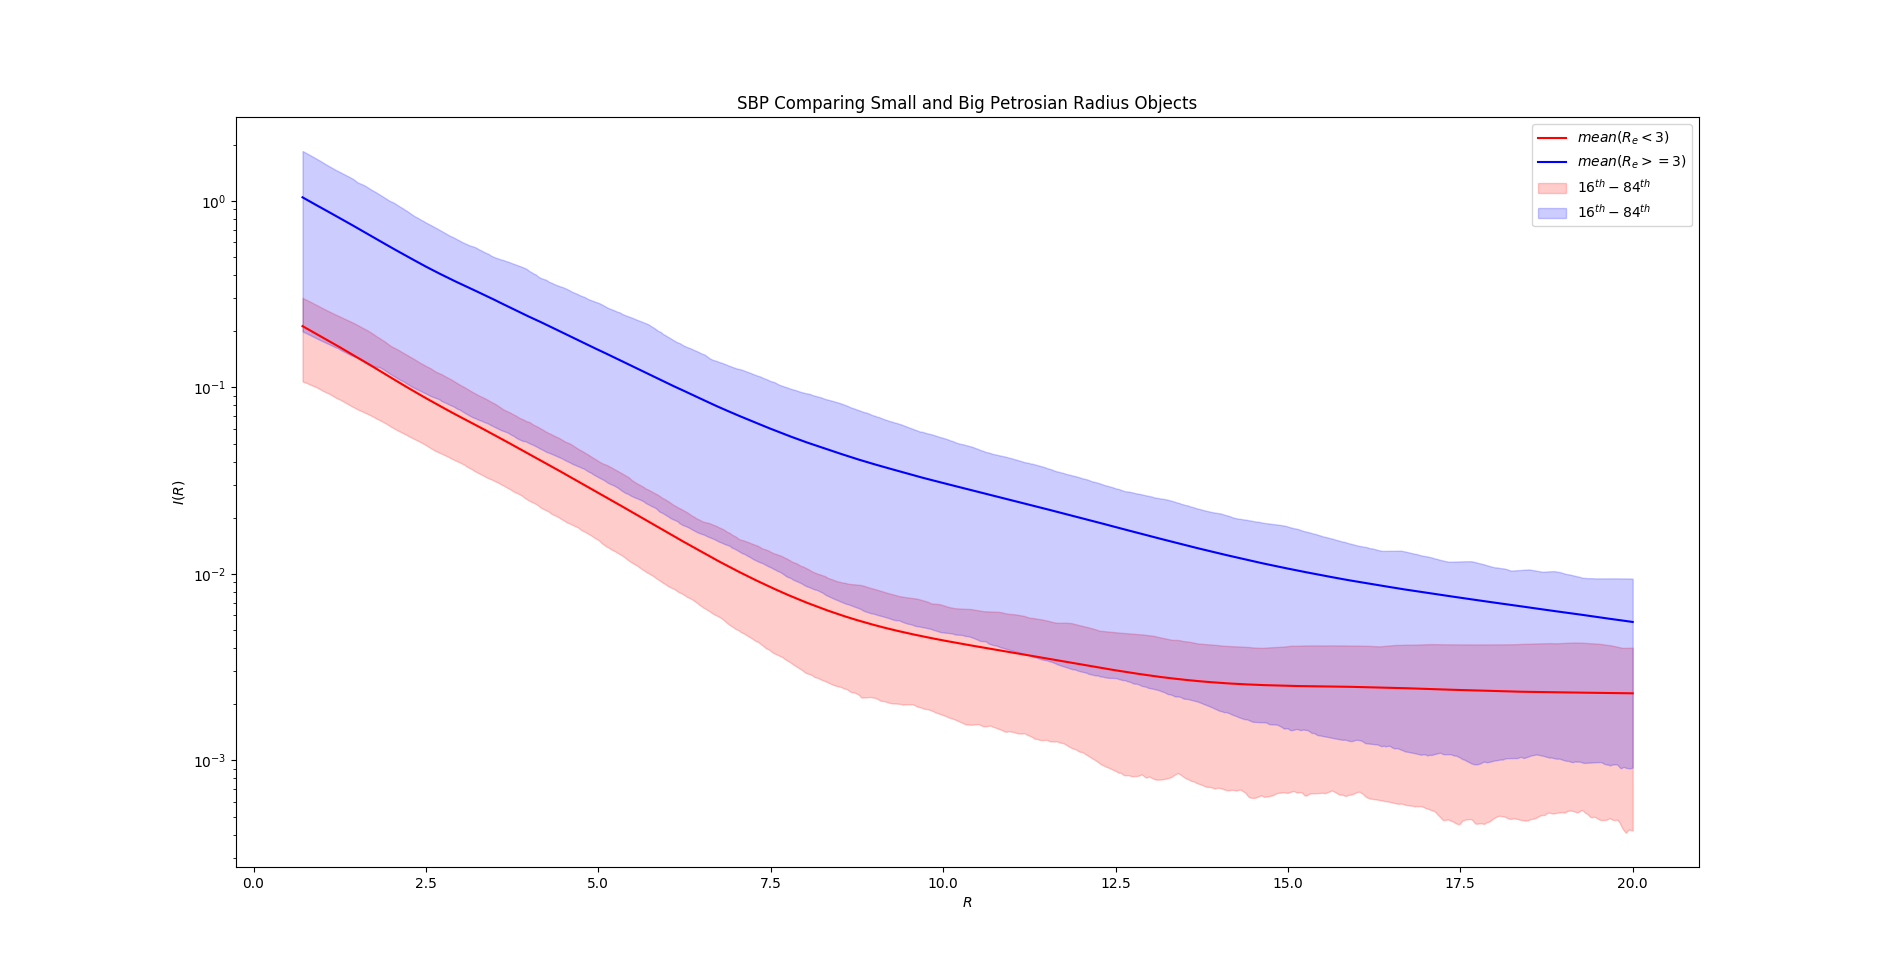 SBP Comparing Small and Big Petrosian Radius Objects
mean(R_e < 3)
mean(R_e >= 3)
16^th − 84^th
16^th − 84^th
10^0
10^−1
10^−2
10^−3
I(R)
0.0 2.5 5.0 7.5 10.0 12.5 15.0 17.5 20.0
R